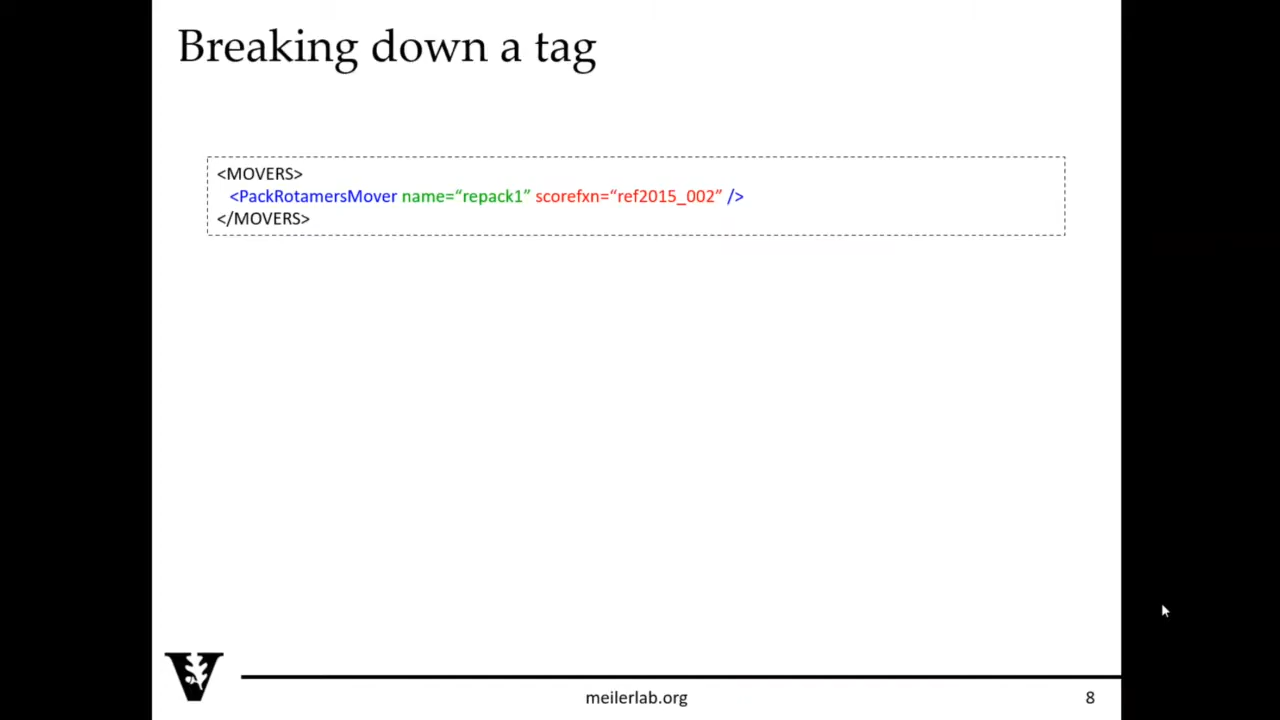 Breaking down a tag
<MOVERS>
<PackRotamersMover name=“repack1” scorefxn=“ref2015_002” />
</MOVERS>
meilerlab.org
8